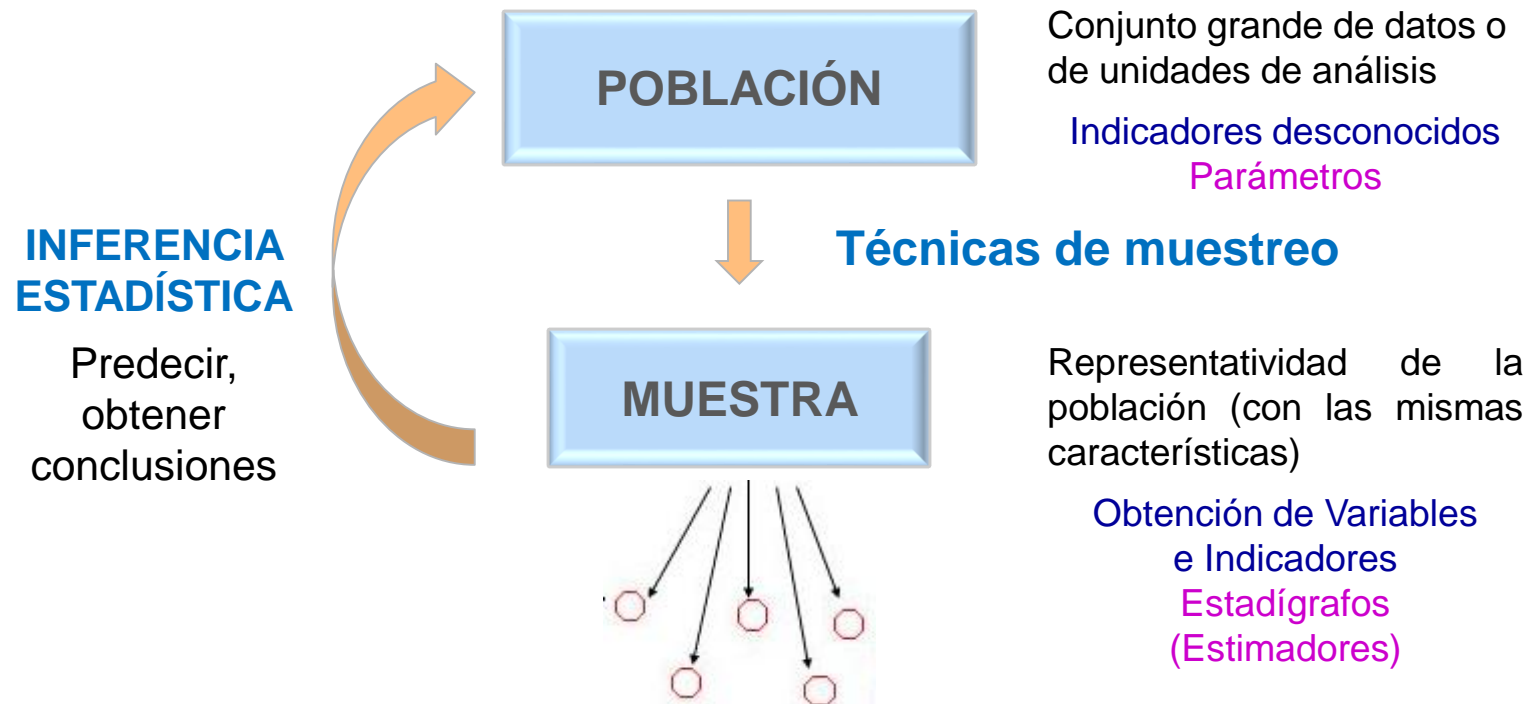 POBLACIÓN
Conjunto grande de datos o
de unidades de análisis
Indicadores desconocidos
Parámetros
INFERENCIA
ESTADÍSTICA
Predecir,
obtener
conclusiones
Técnicas de muestreo
MUESTRA
Representatividad de la
población (con las mismas
características)
Obtención de Variables
e Indicadores
Estadígrafos
(Estimadores)